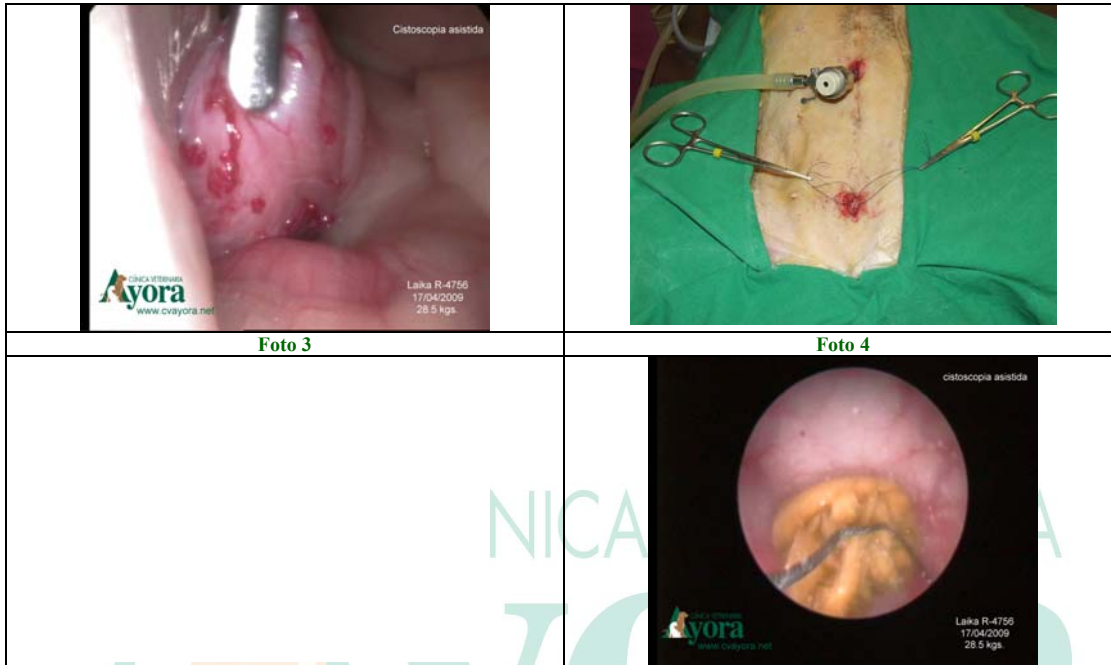 Cistoscopia asistida
CLÍNICA VETERINARIA
Ayora
www.cvayora.net
Laika R-4756
17/04/2009
28.5 kgs.
Foto 3
Foto 4
cistoscopia asistida
NICA
A
CLÍNICA VETERINARIA
Ayora
www.cvayora.net
Laika R-4756
17/04/2009
28.5 kgs.